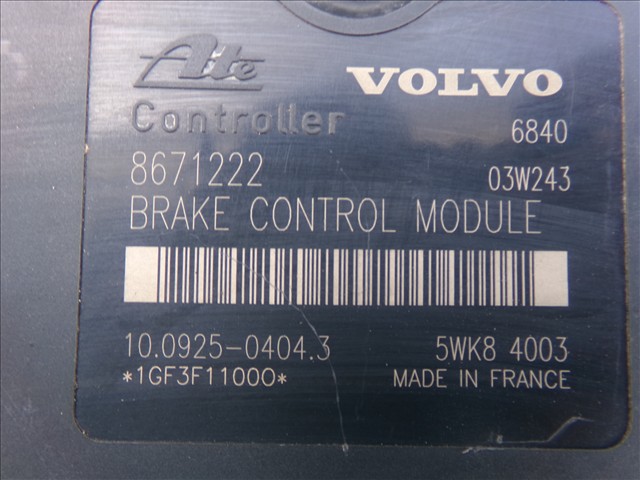 Ate VOLVO
Controller 6840
8671222 03W243
BRAKE CONTROL MODULE
10.0925-0404.3 5WK8 4003
*1GF3F11000* MADE IN FRANCE